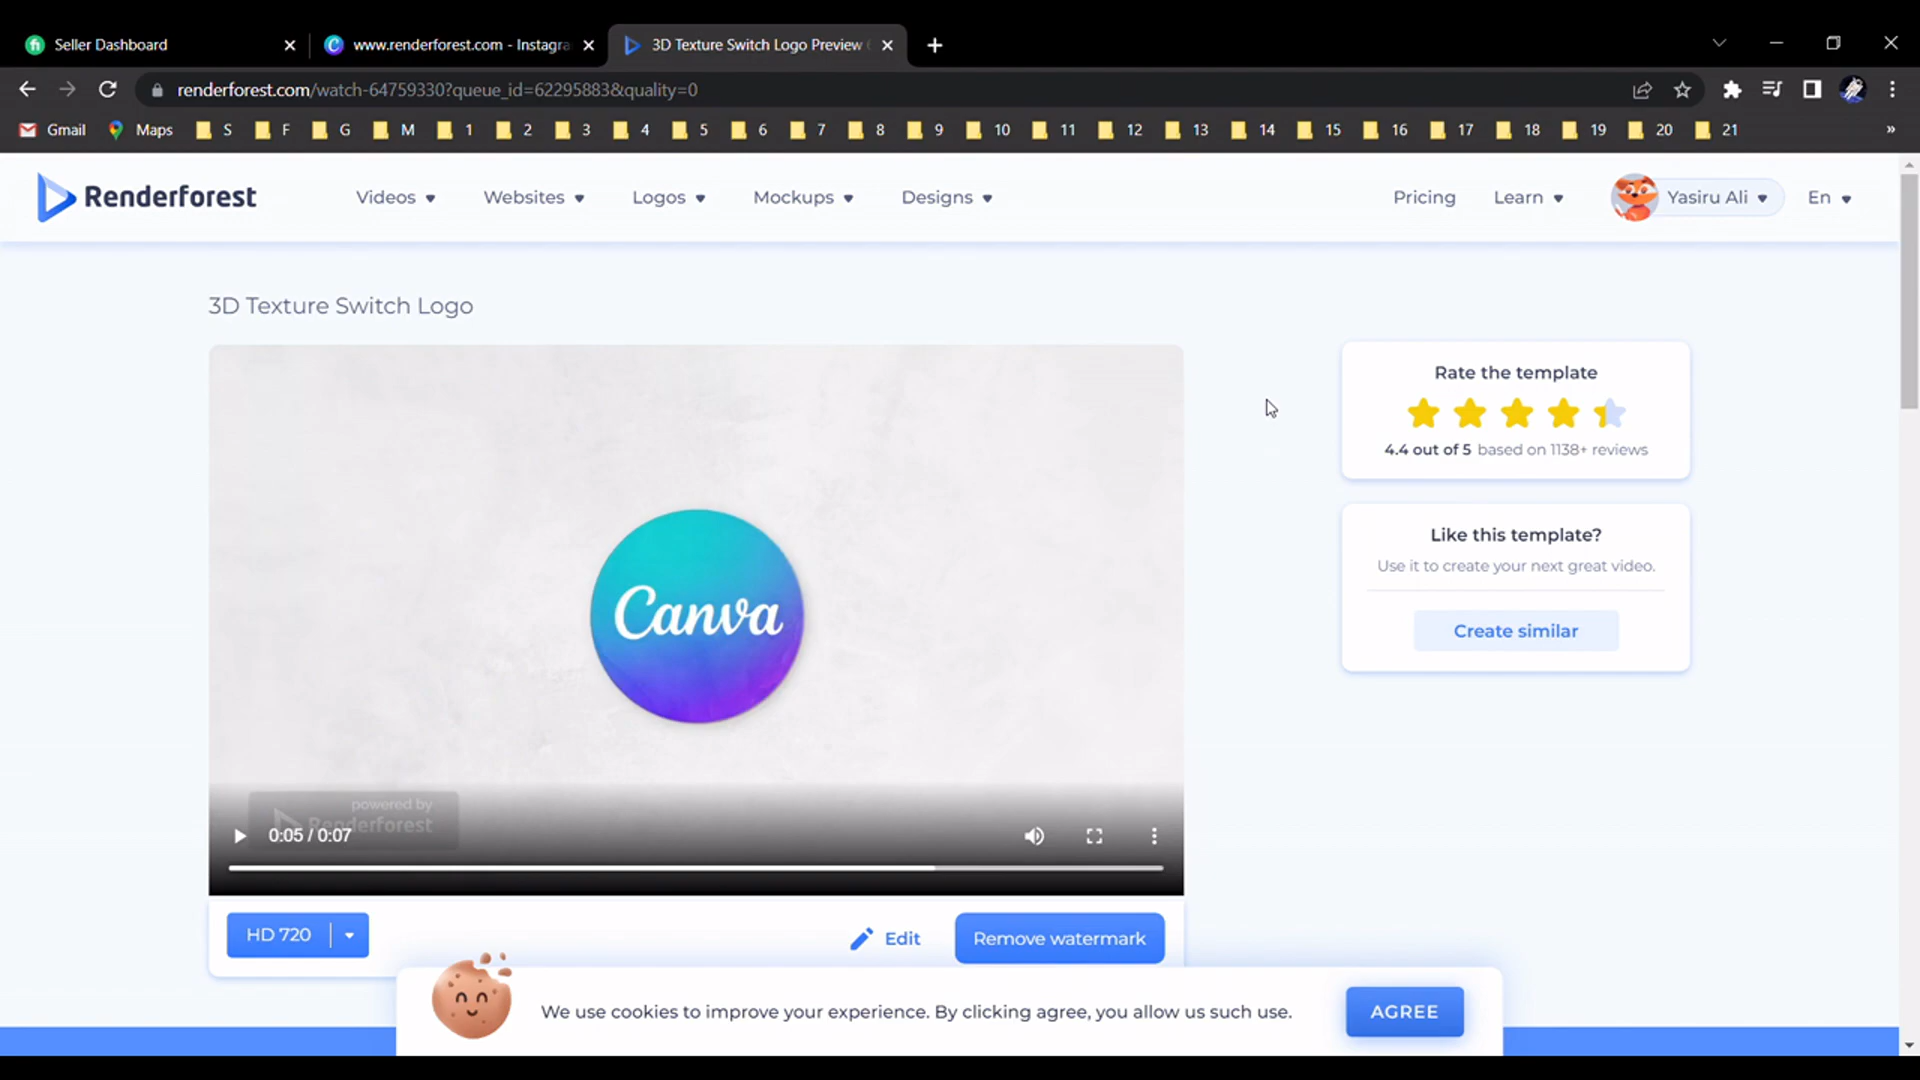 Seller Dashboard
www.renderforest.com - Instagra
3D Texture Switch Logo Preview
renderforest.com/watch-64759330?queue_id=62295883&quality=0
Gmail Maps S F G M 1 2 3 4 5 6 7 8 9 10 11 12 13 14 15 16 17 18 19 20 21 »
Renderforest Videos Websites Logos Mockups Designs Pricing Learn Yasiru Ali En
3D Texture Switch Logo
Rate the template
4.4 out of 5 based on 1138+ reviews
Like this template?
Use it to create your next great video.
Create similar
Canva
powered by
Renderforest
0:05 / 0:07
HD 720
Edit
Remove watermark
We use cookies to improve your experience. By clicking agree, you allow us such use.
AGREE